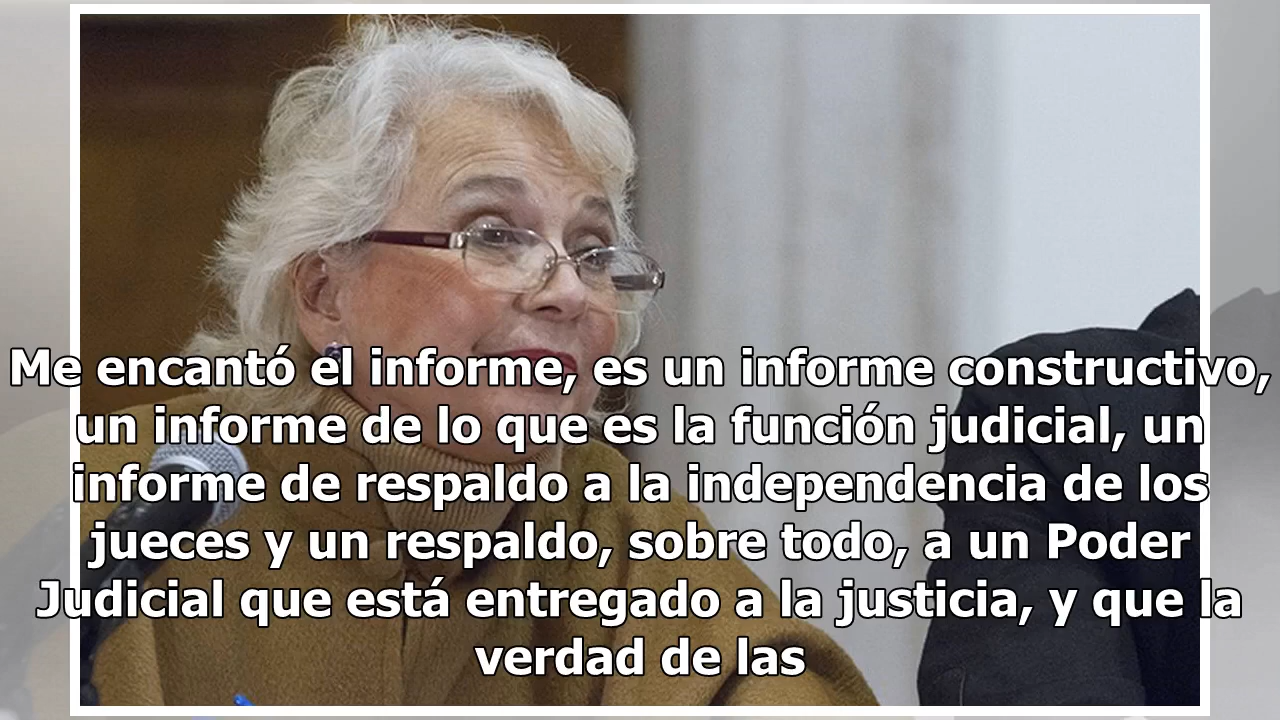 Me encantó el informe, es un informe constructivo,
un informe de lo que es la función judicial, un
informe de respaldo a la independencia de los
jueces y un respaldo, sobre todo, a un Poder
Judicial que está entregado a la justicia, y que la
verdad de las